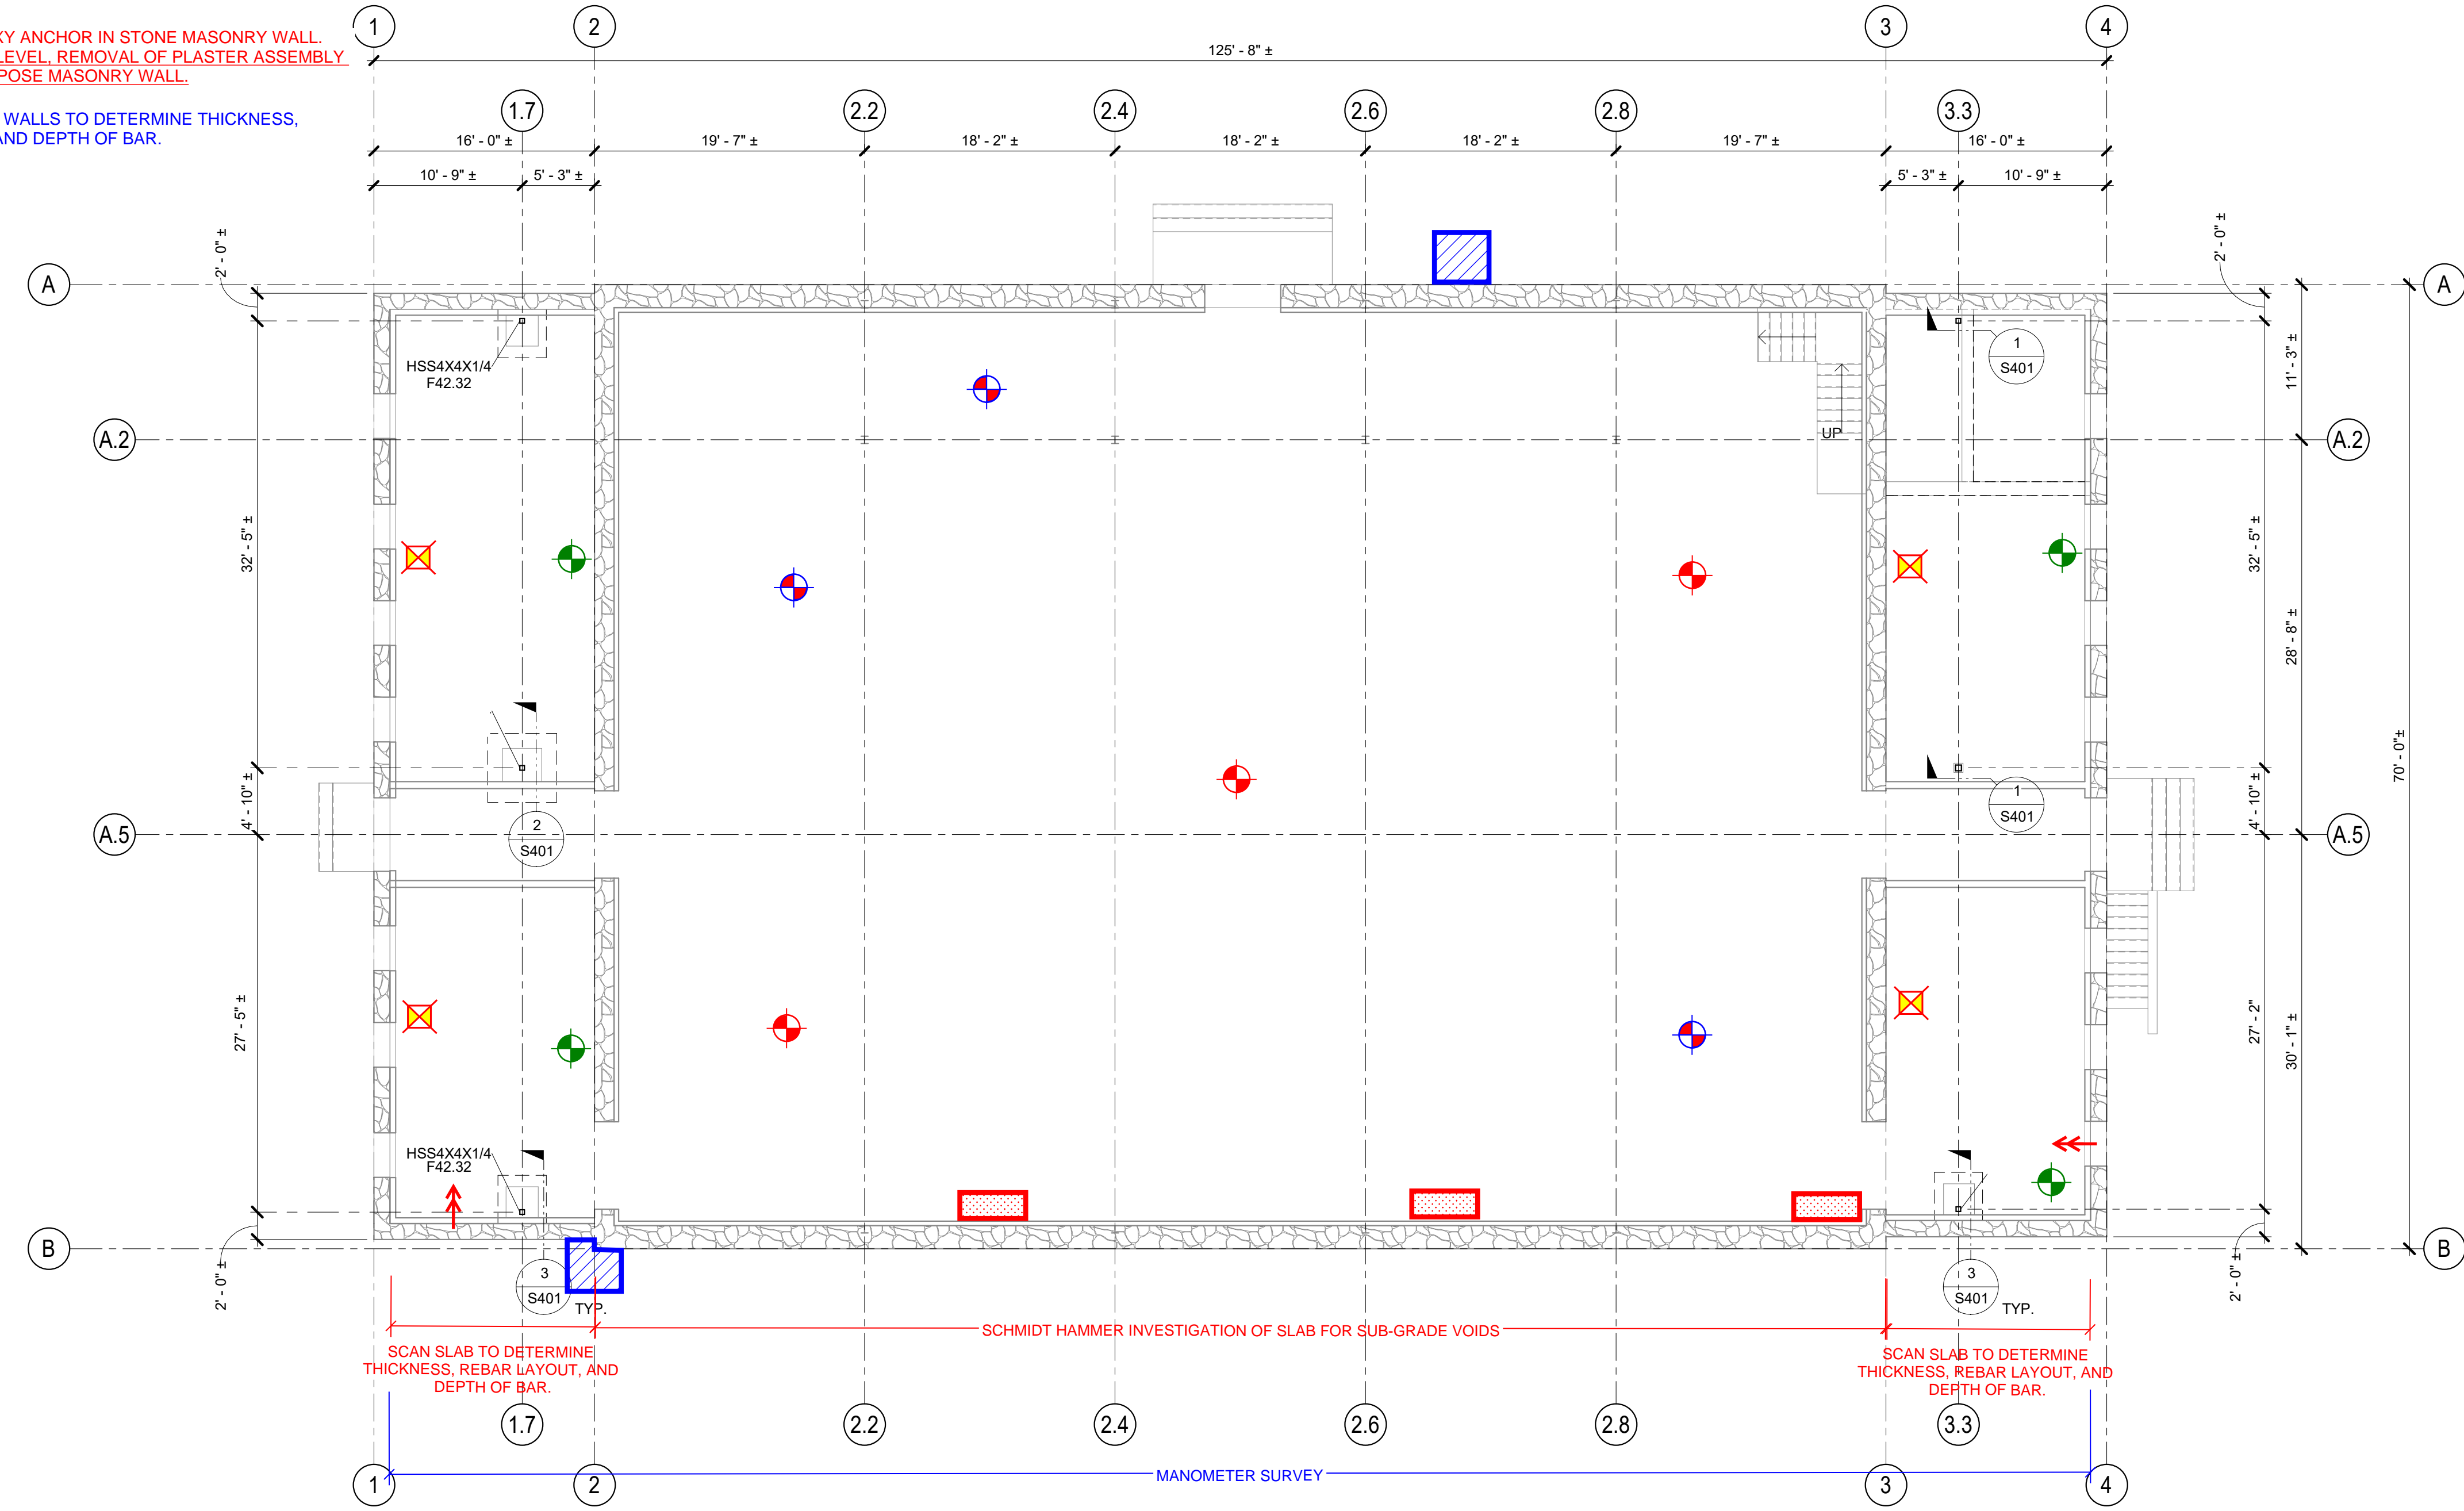 XY ANCHOR IN STONE MASONRY WALL.
LEVEL, REMOVAL OF PLASTER ASSEMBLY
POSE MASONRY WALL.
WALLS TO DETERMINE THICKNESS,
AND DEPTH OF BAR.
1
2
3
4
125' - 8" ±
1.7
2.2
2.4
2.6
2.8
3.3
16' - 0" ±
19' - 7" ±
18' - 2" ±
18' - 2" ±
18' - 2" ±
19' - 7" ±
16' - 0" ±
10' - 9" ±
5' - 3" ±
5' - 3" ±
10' - 9" ±
2' - 0" ±
2' - 0" ±
A
A
HSS4X4X1/4
F42.32
1
S401
11' - 3" ±
A.2
UP
A.2
32' - 5" ±
32' - 5" ±
28' - 8" ±
70' - 0"±
4' - 10" ±
4' - 10" ±
1
S401
A.5
2
S401
A.5
27' - 5" ±
27' - 2"
30' - 1" ±
HSS4X4X1/4
F42.32
B
B
2' - 0" ±
3
S401
TYP.
3
S401
TYP.
2' - 0" ±
SCHMIDT HAMMER INVESTIGATION OF SLAB FOR SUB-GRADE VOIDS
SCAN SLAB TO DETERMINE
THICKNESS, REBAR LAYOUT, AND
DEPTH OF BAR.
SCAN SLAB TO DETERMINE
THICKNESS, REBAR LAYOUT, AND
DEPTH OF BAR.
1.7
2.2
2.4
2.6
2.8
3.3
MANOMETER SURVEY
1
2
3
4